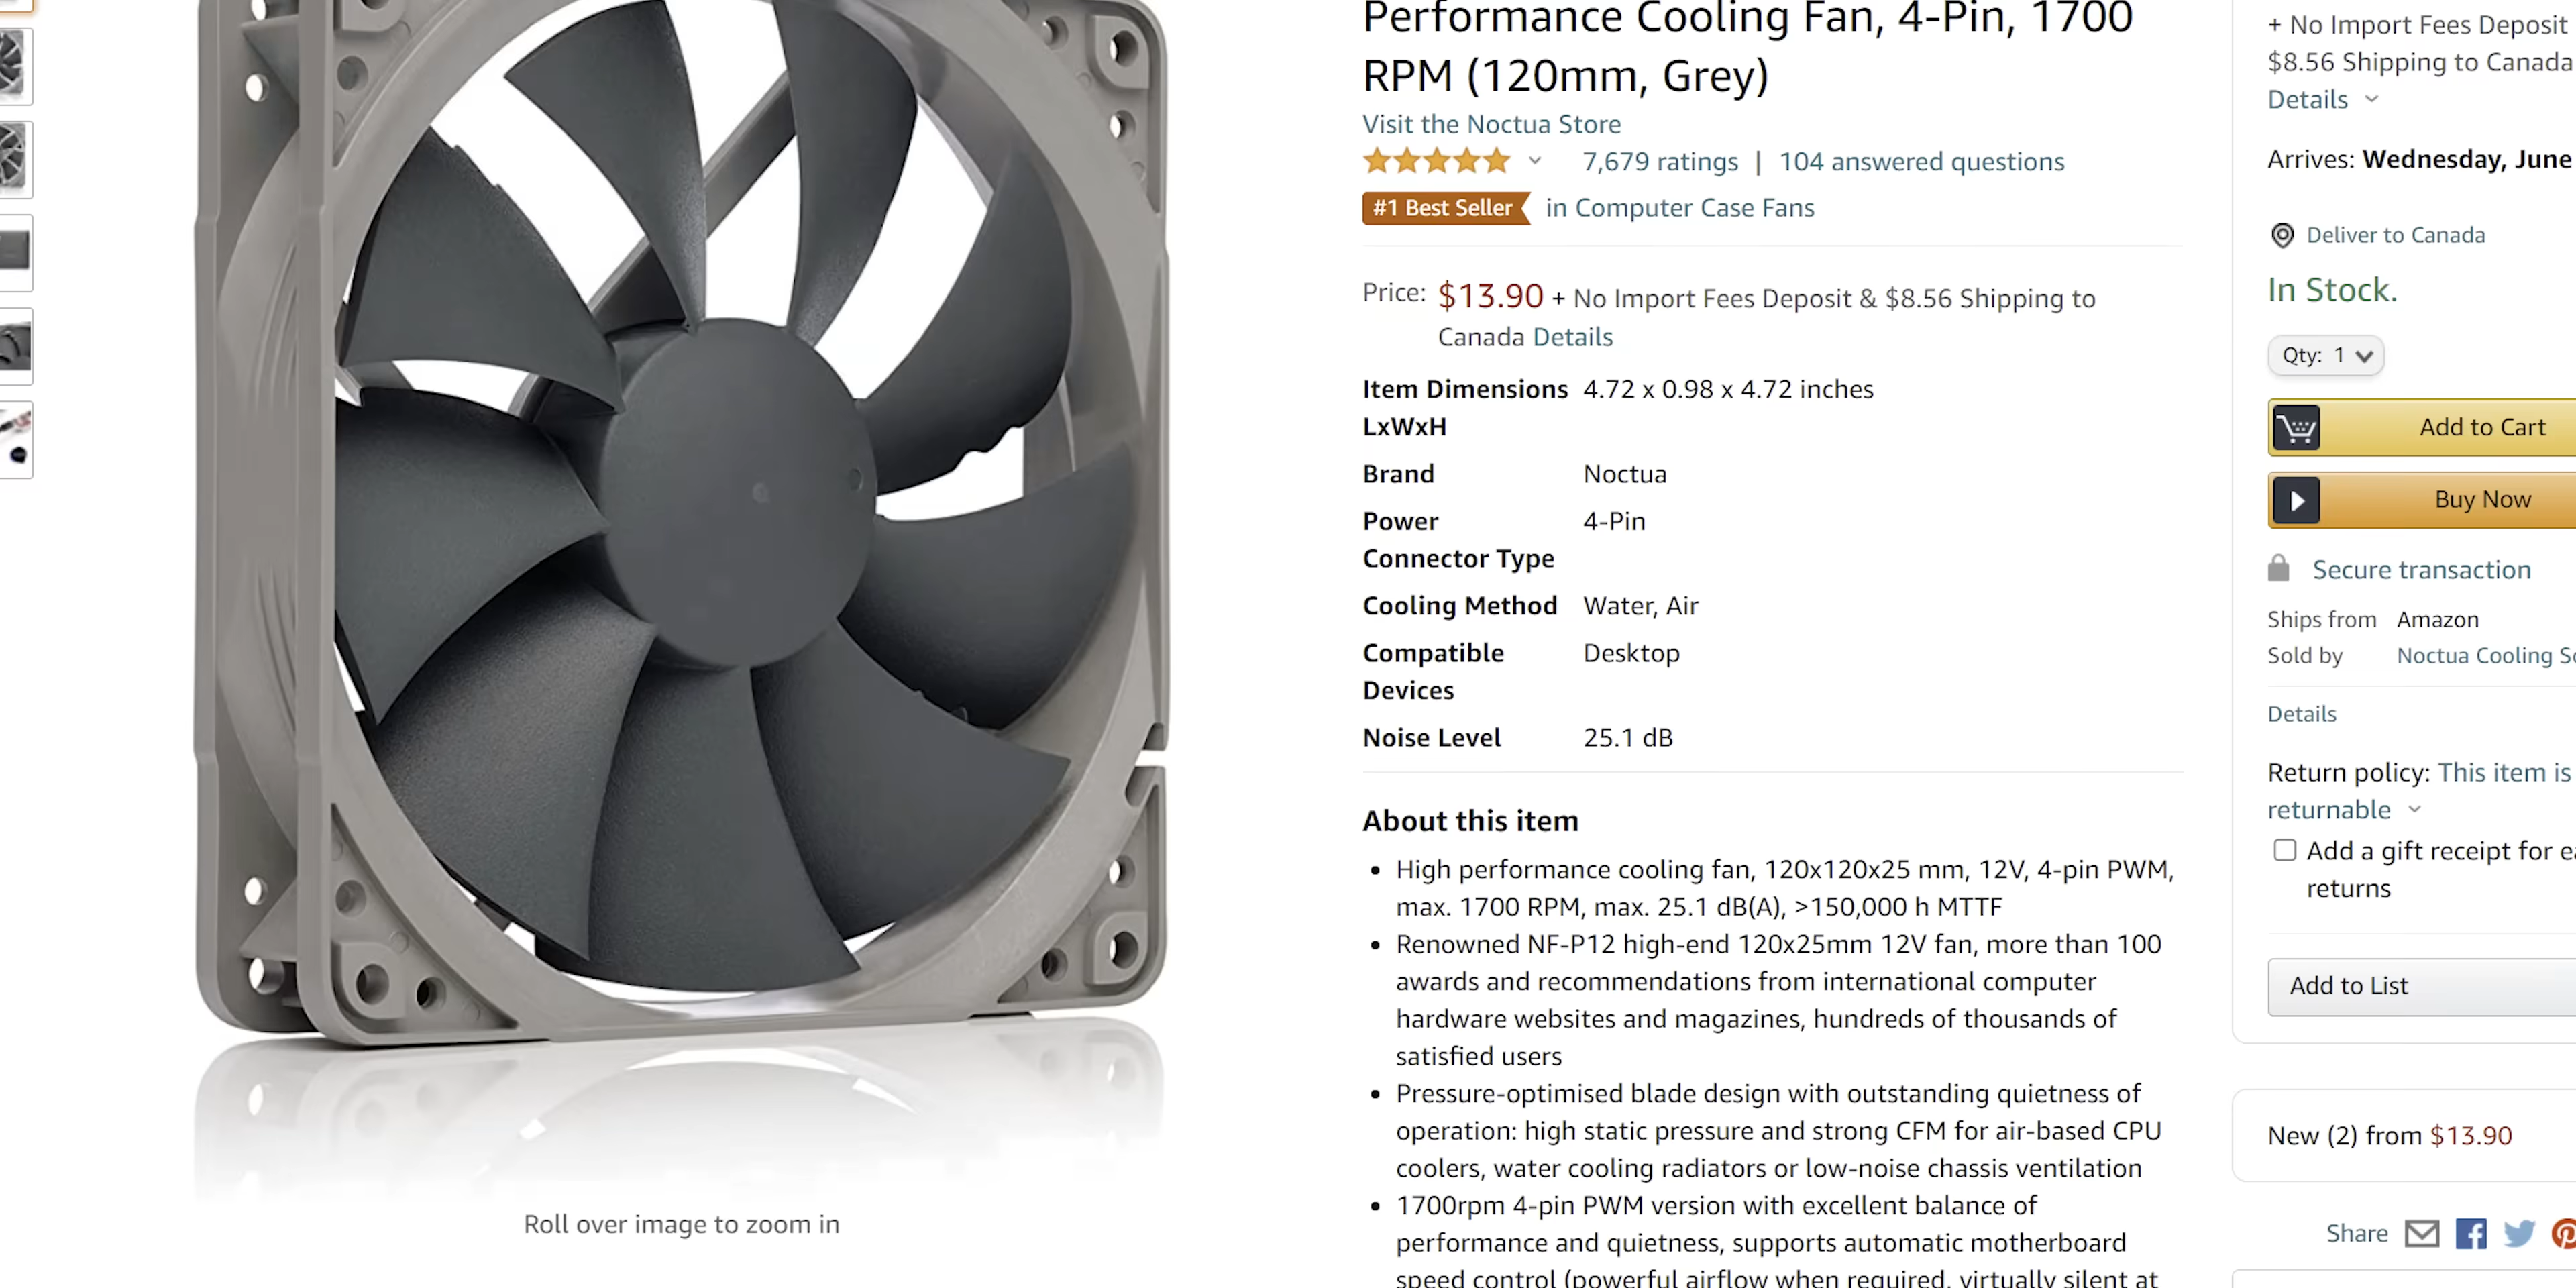 Performance Cooling Fan, 4-Pin, 1700
RPM (120mm, Grey)
Visit the Noctua Store
7,679 ratings | 104 answered questions
#1 Best Seller in Computer Case Fans
Price: $13.90 + No Import Fees Deposit & $8.56 Shipping to
Canada Details
Item Dimensions 4.72 x 0.98 x 4.72 inches
LxWxH
Brand Noctua
Power 4-Pin
Connector Type
Cooling Method Water, Air
Compatible Desktop
Devices
Noise Level 25.1 dB
About this item
• High performance cooling fan, 120x120x25 mm, 12V, 4-pin PWM,
max. 1700 RPM, max. 25.1 dB(A), >150,000 h MTTF
• Renowned NF-P12 high-end 120x25mm 12V fan, more than 100
awards and recommendations from international computer
hardware websites and magazines, hundreds of thousands of
satisfied users
• Pressure-optimised blade design with outstanding quietness of
operation: high static pressure and strong CFM for air-based CPU
coolers, water cooling radiators or low-noise chassis ventilation
• 1700rpm 4-pin PWM version with excellent balance of
performance and quietness, supports automatic motherboard
speed control (powerful airflow when required, virtually silent at
Roll over image to zoom in
+ No Import Fees Deposit
$8.56 Shipping to Canada
Details
Arrives: Wednesday, June
Deliver to Canada
In Stock.
Qty: 1
Add to Cart
Buy Now
Secure transaction
Ships from Amazon
Sold by Noctua Cooling
Details
Return policy: This item is
returnable
Add a gift receipt for
returns
Add to List
New (2) from $13.90
Share